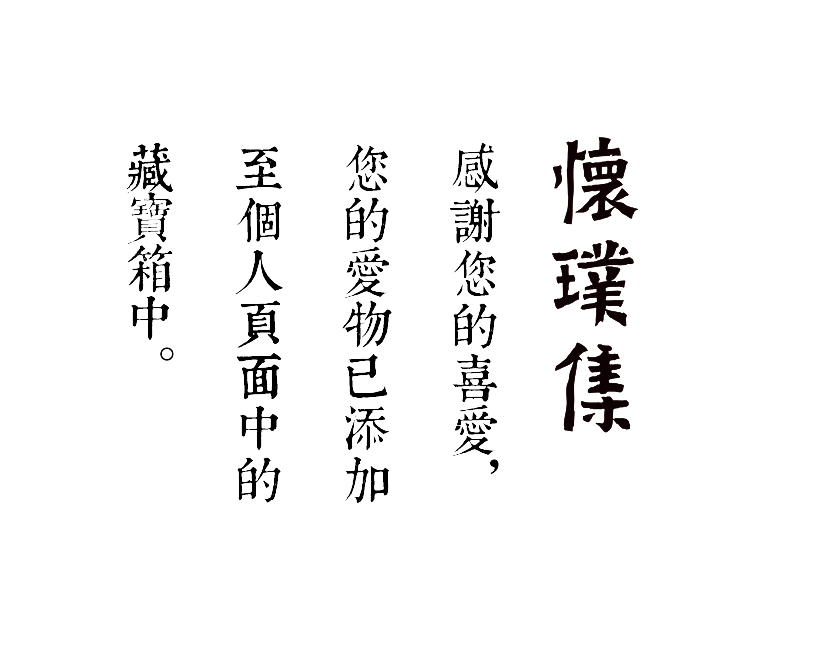 懷璞集
感謝您的喜愛，
您的愛物已添加
至個人頁面中的
藏寶箱中。